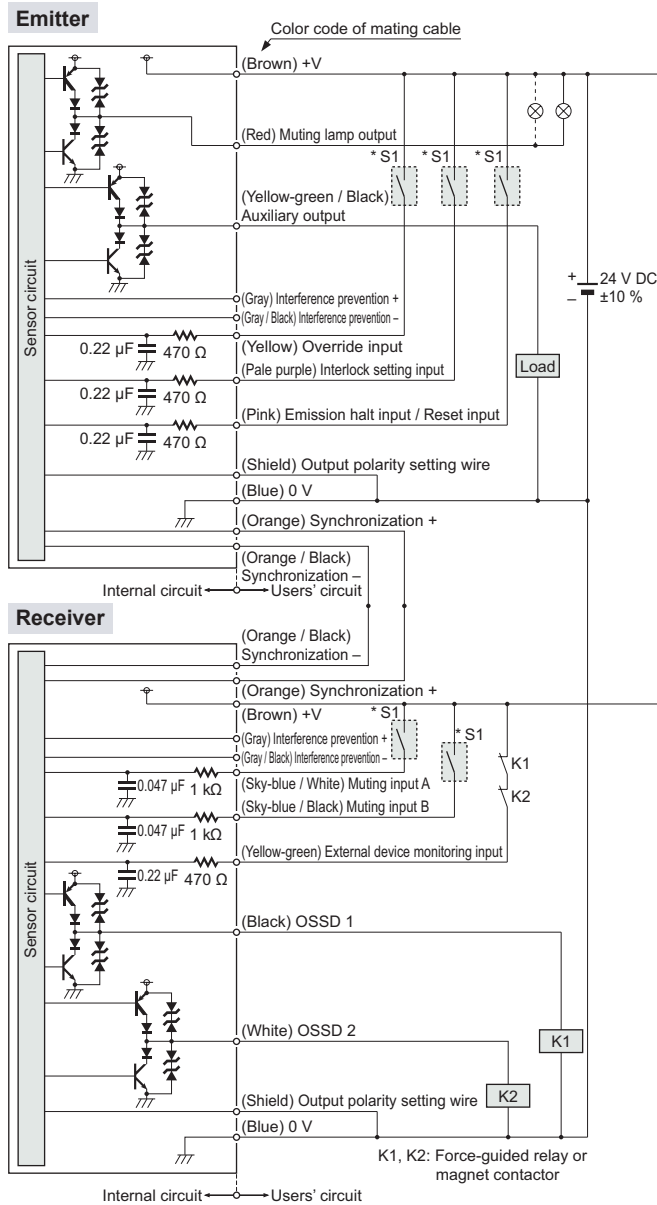 Emitter
Color code of mating cable
(Brown) +V
(Red) Muting lamp output
* S1 * S1 * S1
(Yellow-green / Black)
Auxiliary output
+
–
24 V DC
±10 %
Sensor circuit
(Gray) Interference prevention +
(Gray / Black) Interference prevention –
0.22 µF 470 Ω
(Yellow) Override input
Load
(Pale purple) Interlock setting input
0.22 µF 470 Ω
(Pink) Emission halt input / Reset input
0.22 µF 470 Ω
(Shield) Output polarity setting wire
(Blue) 0 V
(Orange) Synchronization +
(Orange / Black)
Synchronization –
Internal circuit Users' circuit
Receiver
(Orange / Black)
Synchronization –
(Orange) Synchronization +
(Brown) +V
* S1
* S1
(Gray) Interference prevention +
(Gray / Black) Interference prevention –
K1
0.047 µF 1 kΩ
(Sky-blue / White) Muting input A
K2
(Sky-blue / Black) Muting input B
0.047 µF 1 kΩ
(Yellow-green) External device monitoring input
0.22 µF 470 Ω
Sensor circuit
(Black) OSSD 1
(White) OSSD 2
K1
K2
(Shield) Output polarity setting wire
(Blue) 0 V
K1, K2: Force-guided relay or
magnet contactor
Internal circuit Users' circuit